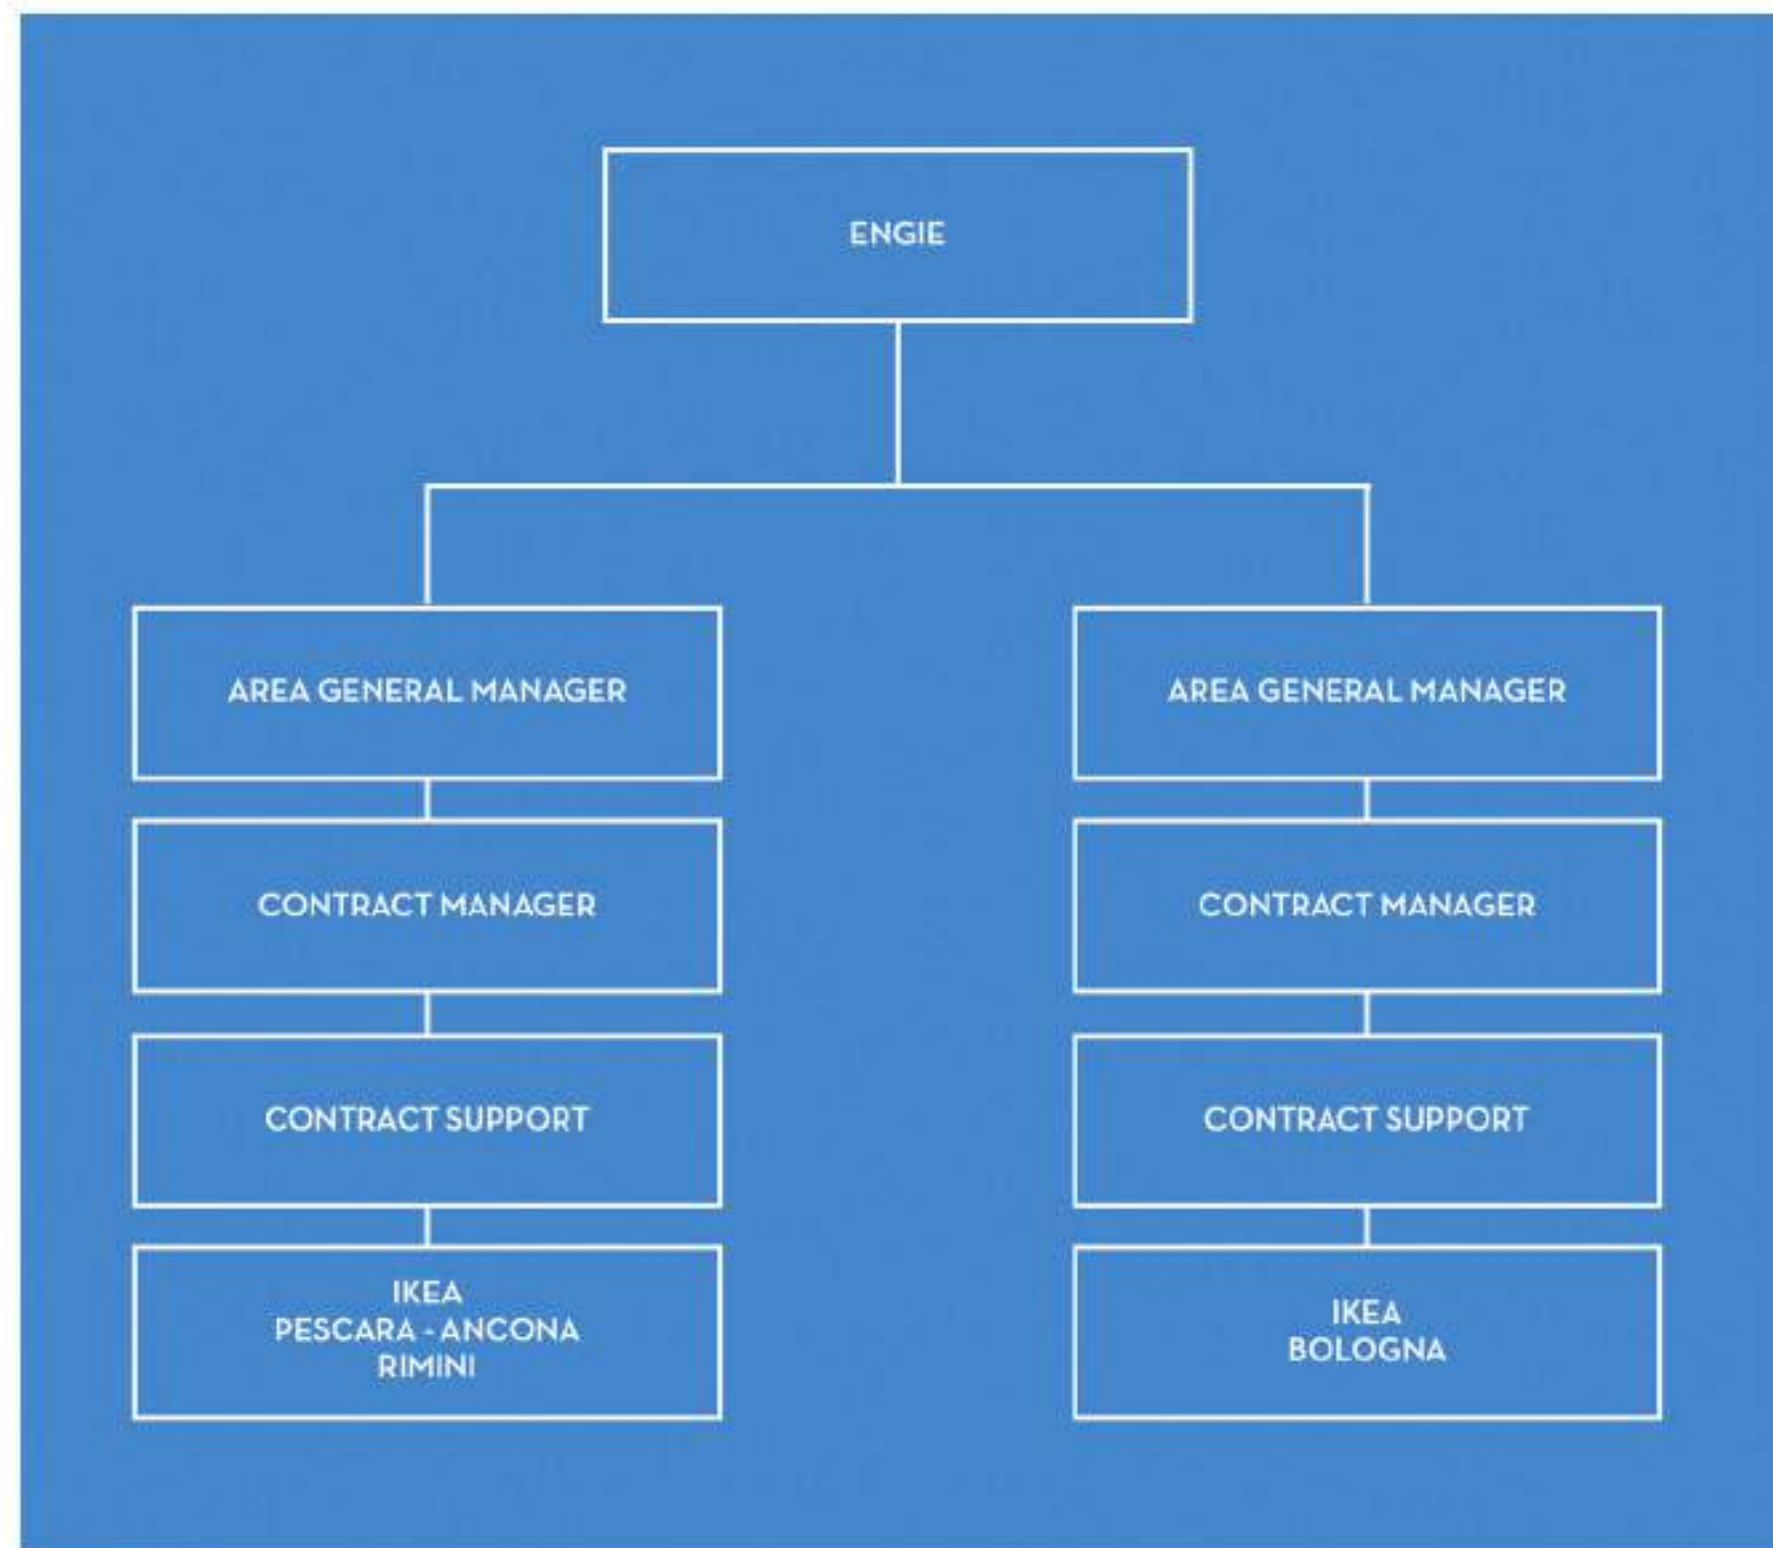 ENGIE
AREA GENERAL MANAGER
CONTRACT MANAGER
CONTRACT SUPPORT
IKEA
PESCARA - ANCONA
RIMINI
AREA GENERAL MANAGER
CONTRACT MANAGER
CONTRACT SUPPORT
IKEA
BOLOGNA